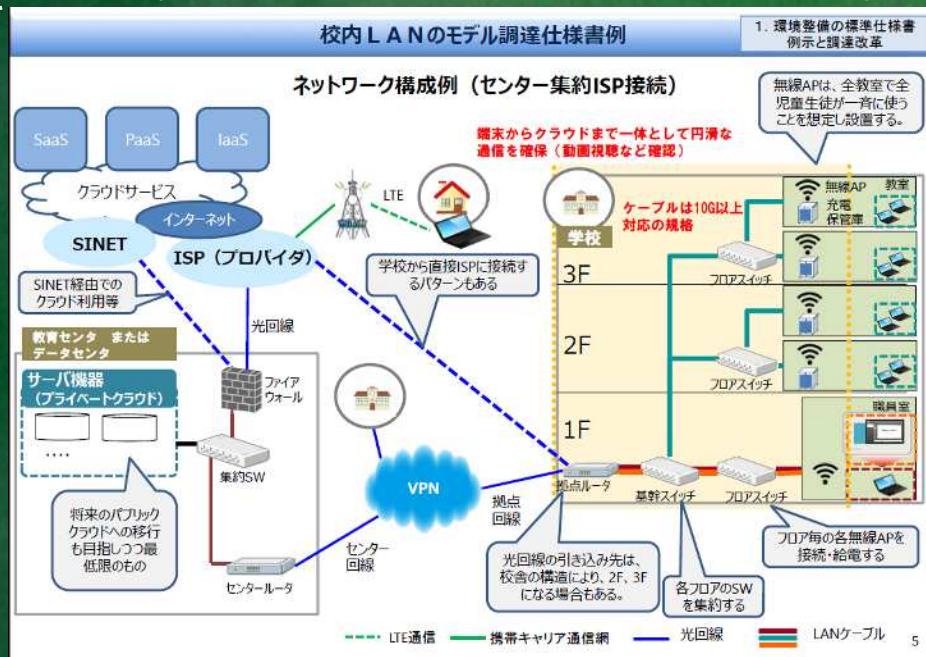 校内ＬＡＮのモデル調達仕様書例
1. 環境整備の標準仕様書
例示と調達改革
ネットワーク構成例（センター集約ISP接続）
無線APは、全教室で全
児童生徒が一斉に使う
ことを想定し設置する。
端末からクラウドまで一体として円滑な
通信を確保（動画視聴など確認）
SaaS
PaaS
IaaS
クラウドサービス
インターネット
SINET
ISP（プロバイダ）
LTE
SINET経由での
クラウド利用等
学校から直接ISPに接続す
るパターンもある
光回線
学校
ケーブルは10G以上
対応の規格
無線AP
教室
充電
保管庫
3F
フロアスイッチ
2F
フロアスイッチ
1F
職員室
拠点ルータ
基幹スイッチ
フロアスイッチ
教育センタ または
データセンタ
サーバ機器
（プライベートクラウド）
....
ファイア
ウォール
集約SW
将来のパブリック
クラウドへの移行
も目指しつつ最
低限のもの
センタールータ
VPN
センター
回線
拠点
回線
光回線の引き込み先は、
校舎の構造により、2F、3F
になる場合もある。
各フロアのSW
を集約する
フロア毎の各無線APを
接続・給電する
LTE通信
携帯キャリア通信網
光回線
LANケーブル
5